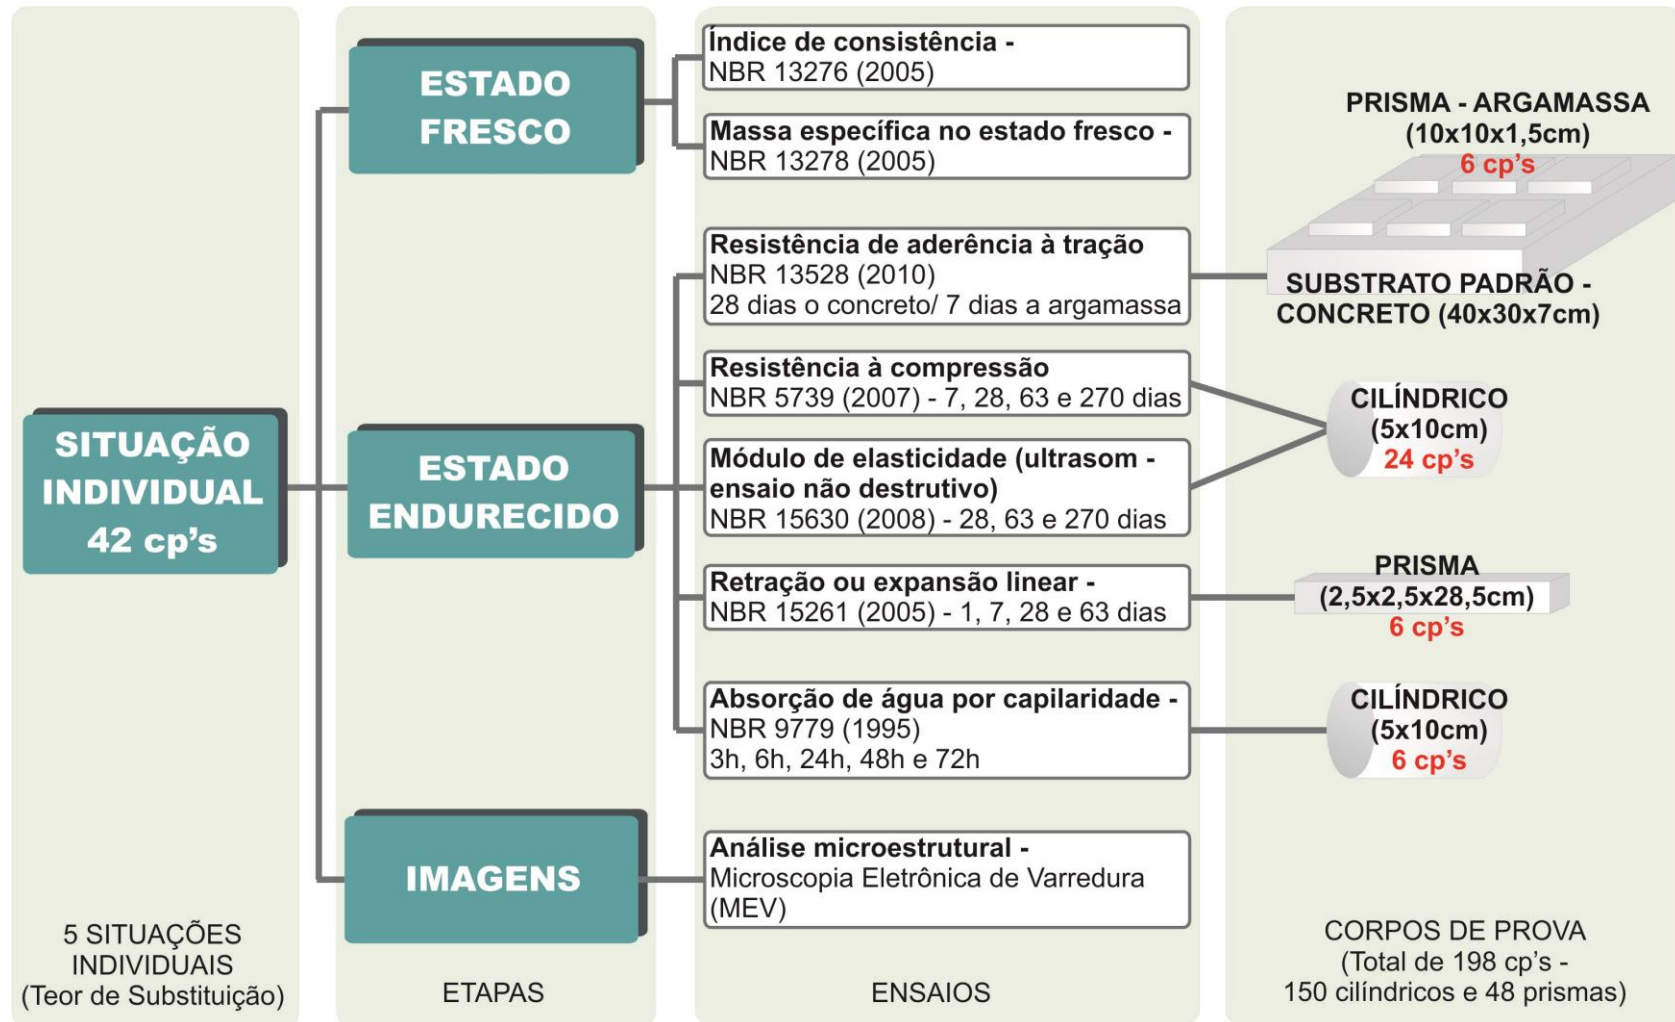 SITUAÇÃO
INDIVIDUAL
42 cp’s
5 SITUAÇÕES
INDIVIDUAIS
(Teor de Substituição)
ESTADO
FRESCO
ESTADO
ENDURECIDO
IMAGENS
ETAPAS
Índice de consistência -
NBR 13276 (2005)
Massa específica no estado fresco -
NBR 13278 (2005)
Resistência de aderência à tração
NBR 13528 (2010)
28 dias o concreto/ 7 dias a argamassa
Resistência à compressão
NBR 5739 (2007) - 7, 28, 63 e 270 dias
Módulo de elasticidade (ultrasom -
ensaio não destrutivo)
NBR 15630 (2008) - 28, 63 e 270 dias
Retração ou expansão linear -
NBR 15261 (2005) - 1, 7, 28 e 63 dias
Absorção de água por capilaridade -
NBR 9779 (1995)
3h, 6h, 24h, 48h e 72h
Análise microestrutural -
Microscopia Eletrônica de Varredura
(MEV)
ENSAIOS
PRISMA - ARGAMASSA
(10x10x1,5cm)
6 cp’s
SUBSTRATO PADRÃO -
CONCRETO (40x30x7cm)
CILÍNDRICO
(5x10cm)
24 cp’s
PRISMA
(2,5x2,5x28,5cm)
6 cp’s
CILÍNDRICO
(5x10cm)
6 cp’s
CORPOS DE PROVA
(Total de 198 cp’s -
150 cilíndricos e 48 prismas)